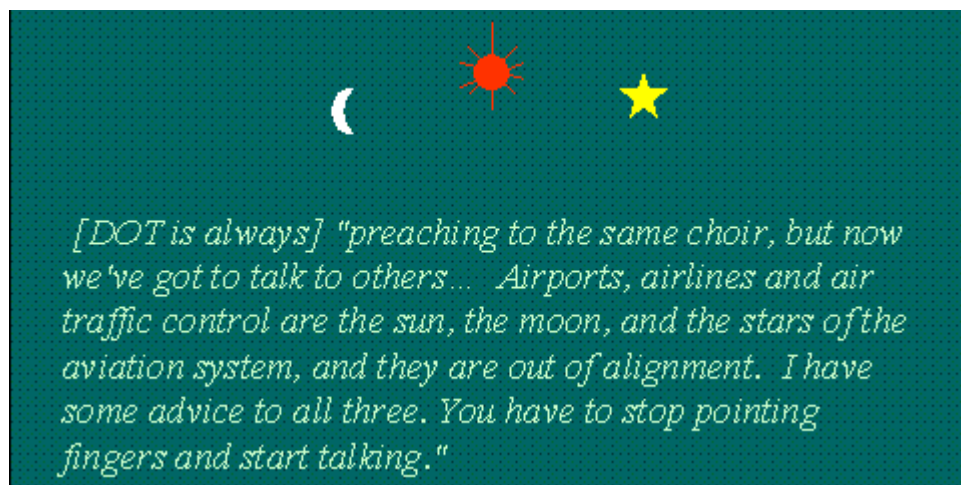 [DOT is always] "preaching to the same choir, but now
we've got to talk to others... Airports, airlines and air
traffic control are the sun, the moon, and the stars of the
aviation system, and they are out of alignment. I have
some advice to all three. You have to stop pointing
fingers and start talking."